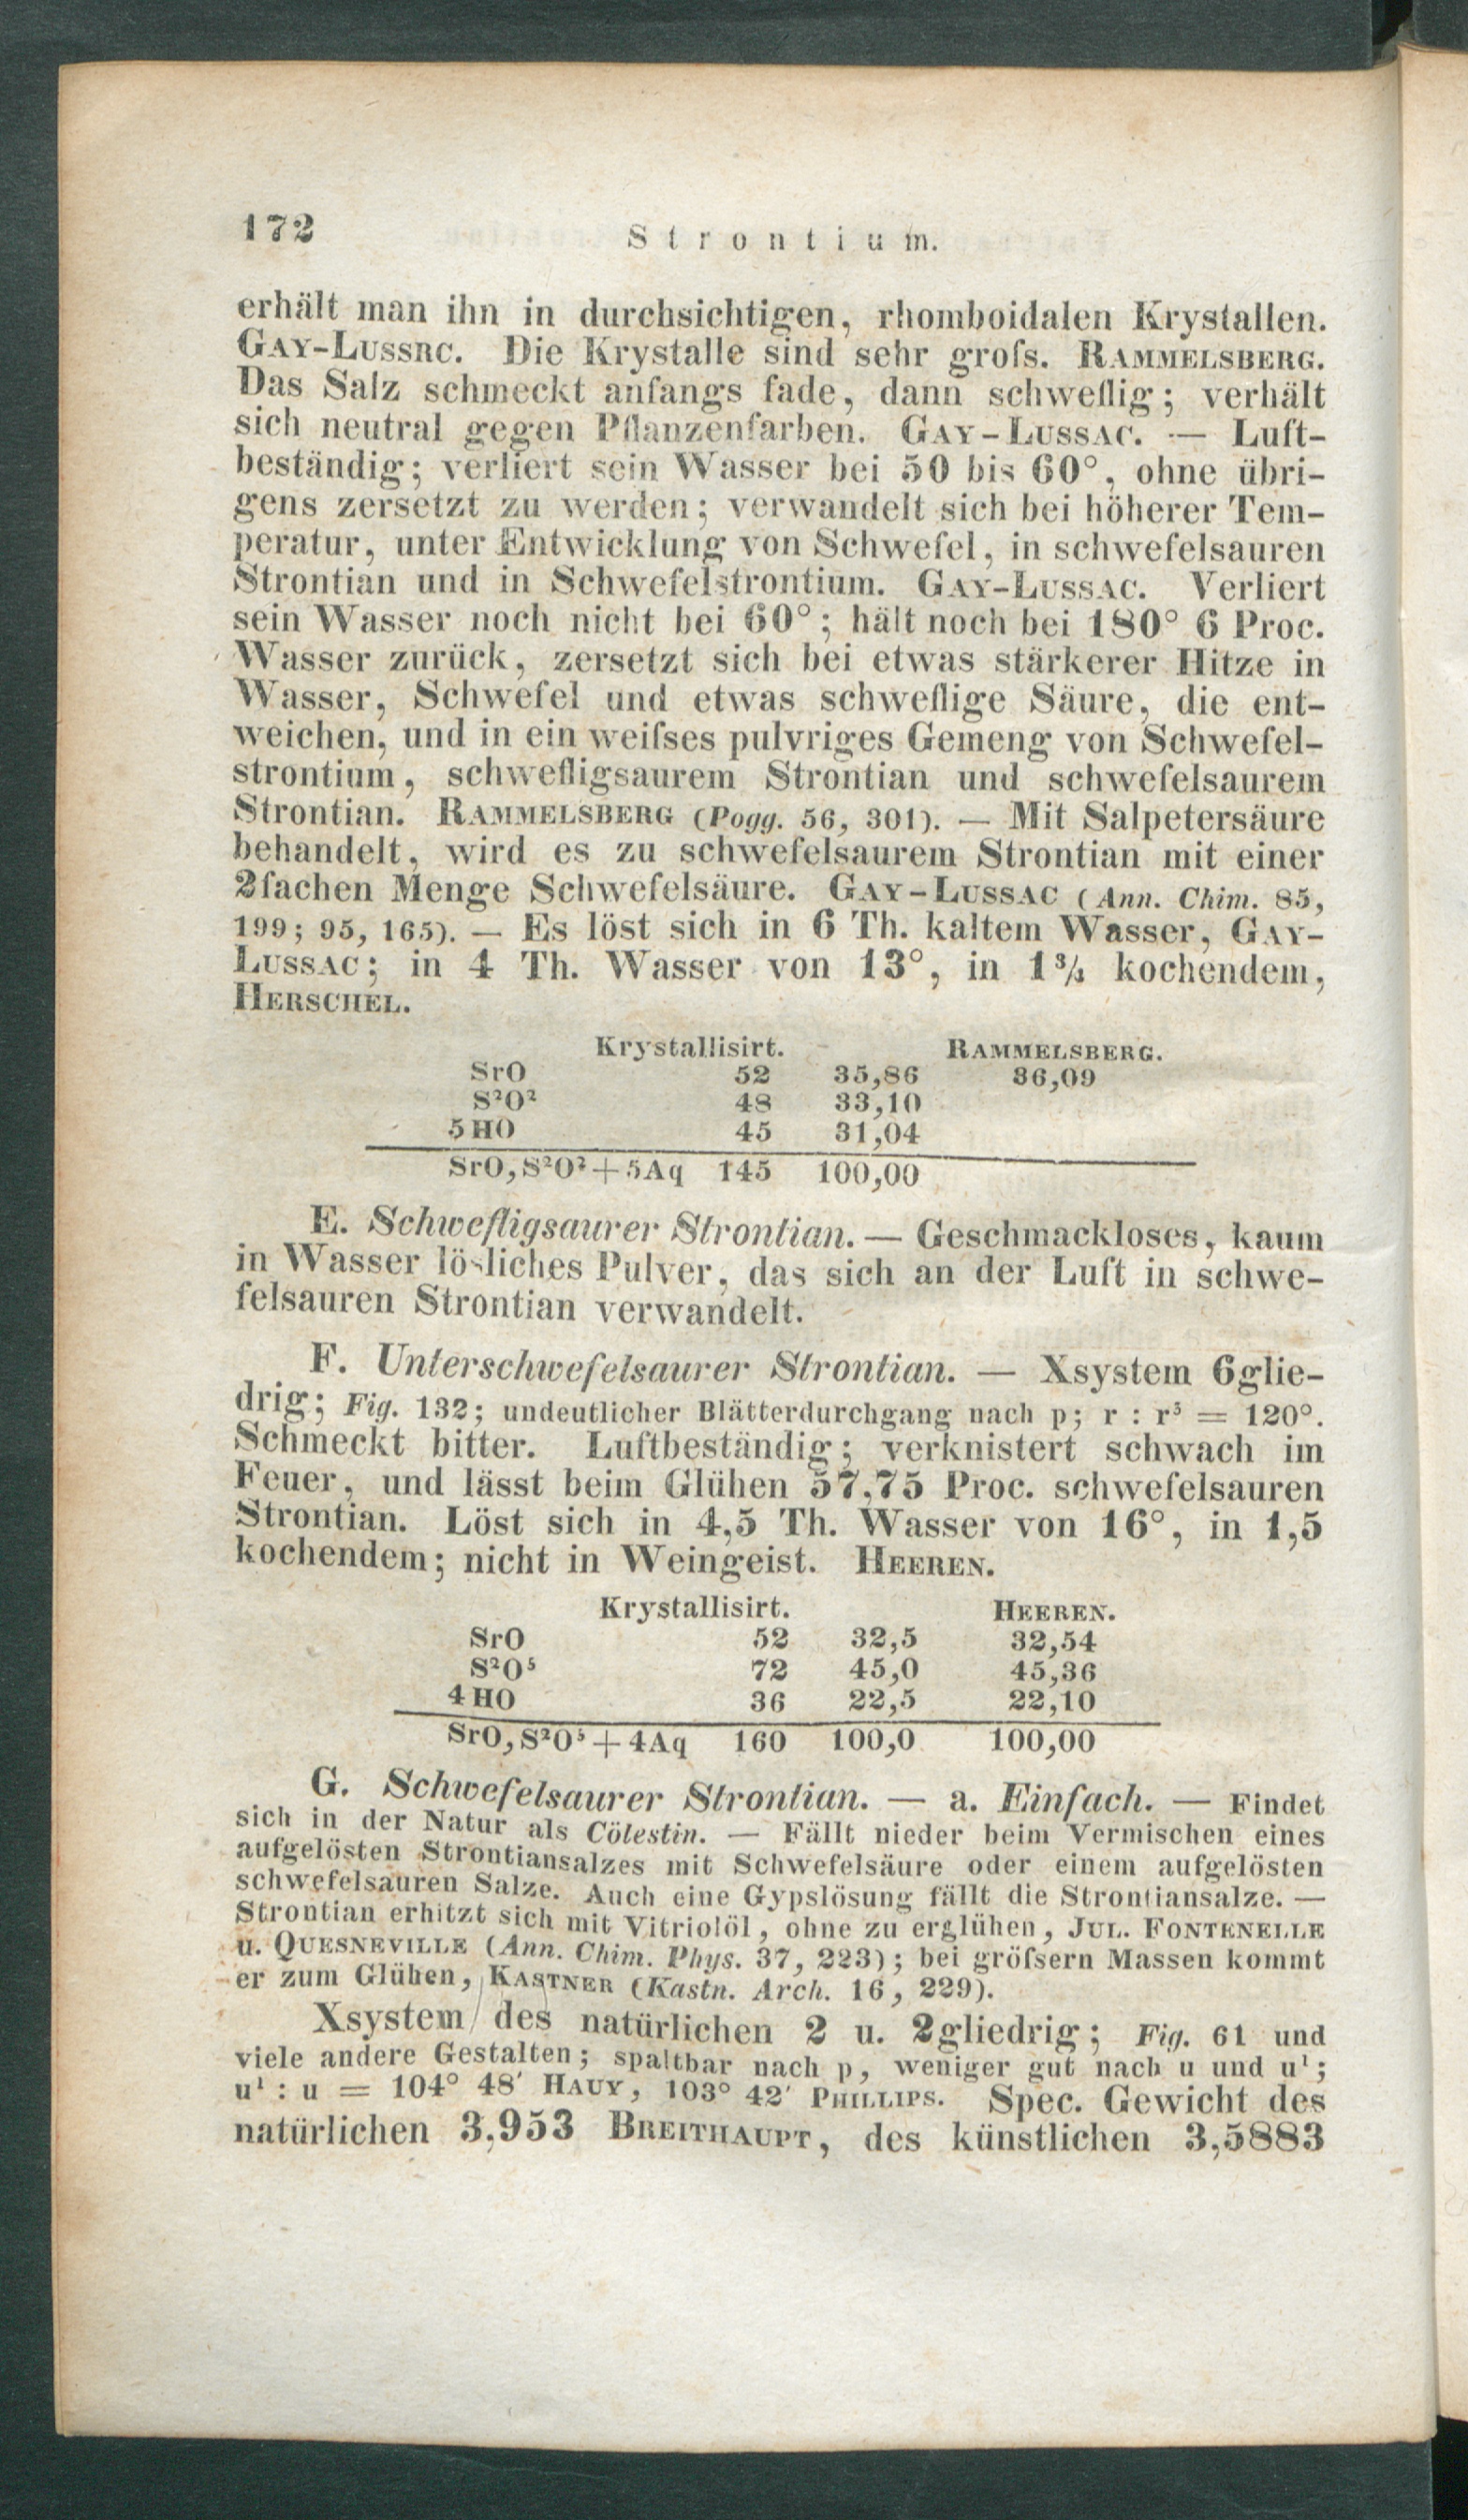 172 Strontium.
erhält man ihn in durchsichtigen, rhomboidalen Krystallen.
GAY-LUSSRC. Die Krystalle sind sehr groſs. RAMMELSBERG.
Das Salz schmeckt anfangs fade, dann schweflig; verhält
sich neutral gegen Pflanzenfarben. GAY-LUSSAC. — Luft-
beständig; verliert sein Wasser bei 50 bis 60°, ohne übri-
gens zersetzt zu werden; verwandelt sich bei höherer Tem-
peratur, unter Entwicklung von Schwefel, in schwefelsauren
Strontian und in Schwefelstrontium. GAY-LUSSAC. Verliert
sein Wasser noch nicht bei 60°; hält noch bei 180° 6 Proc.
Wasser zurück, zersetzt sich bei etwas stärkerer Hitze in
Wasser, Schwefel und etwas schweflige Säure, die ent-
weichen, und in ein weiſses pulvriges Gemeng von Schwefel-
strontium, schwefligsaurem Strontian und schwefelsaurem
Strontian. RAMMELSBERG (Pogg. 56, 301). — Mit Salpetersäure
behandelt, wird es zu schwefelsaurem Strontian mit einer
2fachen Menge Schwefelsäure. GAY-LUSSAC (Ann. Chim. 85,
199; 95, 165). — Es löst sich in 6 Th. kaltem Wasser, GAY-
LUSSAC; in 4 Th. Wasser von 13°, in 1¾ kochendem,
HERSCHEL.
Krystallisirt. RAMMELSBERG.
SrO 52 35,86 36,09
S²O² 48 33,10
5 HO 45 31,04
SrO,S²O²+5Aq 145 100,00
E. Schwefligsaurer Strontian. — Geschmackloses, kaum
in Wasser lösliches Pulver, das sich an der Luft in schwe-
felsauren Strontian verwandelt.
F. Unterschwefelsaurer Strontian. — Xsystem 6glie-
drig; Fig. 132; undeutlicher Blätterdurchgang nach p; r : r⁵ = 120°.
Schmeckt bitter. Luftbeständig; verknistert schwach im
Feuer, und lässt beim Glühen 57,75 Proc. schwefelsauren
Strontian. Löst sich in 4,5 Th. Wasser von 16°, in 1,5
kochendem; nicht in Weingeist. HEEREN.
Krystallisirt. HEEREN.
SrO 52 32,5 32,54
S²O⁵ 72 45,0 45,36
4 HO 36 22,5 22,10
SrO,S²O⁵+4Aq 160 100,0 100,00
G. Schwefelsaurer Strontian. — a. Einfach. — Findet
sich in der Natur als Cölestin. — Fällt nieder beim Vermischen eines
aufgelösten Strontiansalzes mit Schwefelsäure oder einem aufgelösten
schwefelsauren Salze. Auch eine Gypslösung fällt die Strontiansalze. —
Strontian erhitzt sich mit Vitriolöl, ohne zu erglühen, JUL. FONTENELLE
u. QUESNEVILLE (Ann. Chim. Phys. 37, 223); bei gröſsern Massen kommt
er zum Glühen, KASTNER (Kastn. Arch. 16, 229).
Xsystem des natürlichen 2 u. 2gliedrig; Fig. 61 und
viele andere Gestalten; spaltbar nach p, weniger gut nach u und u¹;
u¹ : u = 104° 48′ HAUY, 103° 42′ PHILLIPS. Spec. Gewicht des
natürlichen 3,953 BREITHAUPT, des künstlichen 3,5883